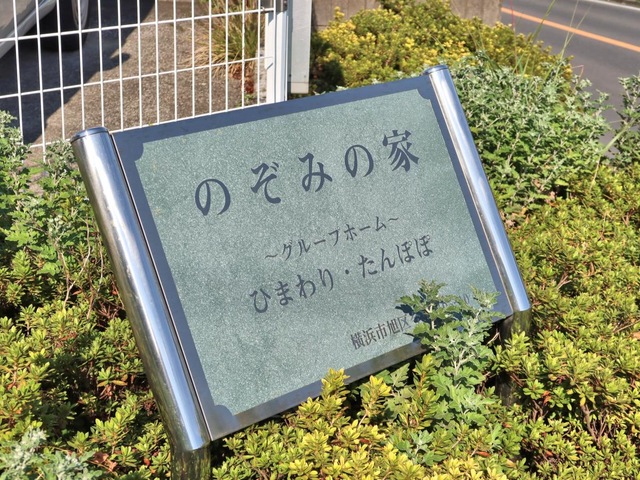 のぞみの家
～グループホーム～
ひまわり・たんぽぽ
横浜市旭区